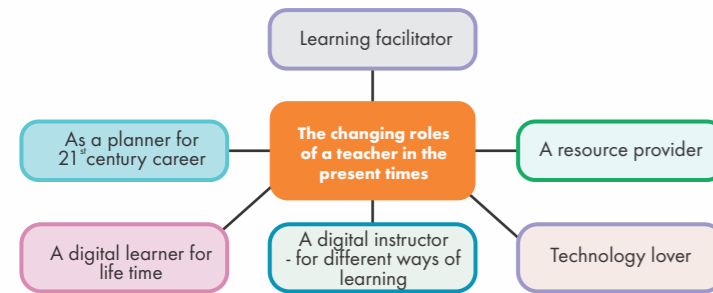 Learning facilitator
As a planner for
21st century career
The changing roles
of a teacher in the
present times
A resource provider
A digital learner for
life time
A digital instructor
- for different ways of
learning
Technology lover